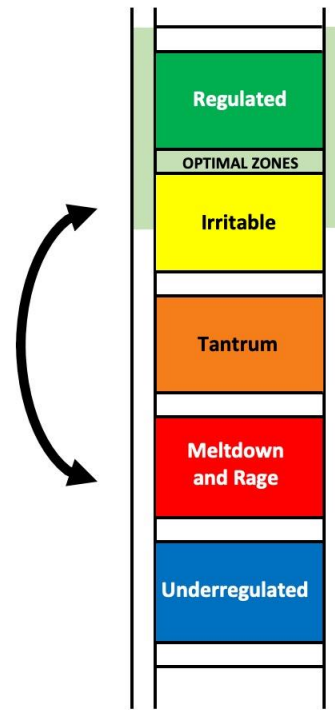 Regulated
OPTIMAL ZONES
Irritable
Tantrum
Meltdown
and Rage
Underregulated